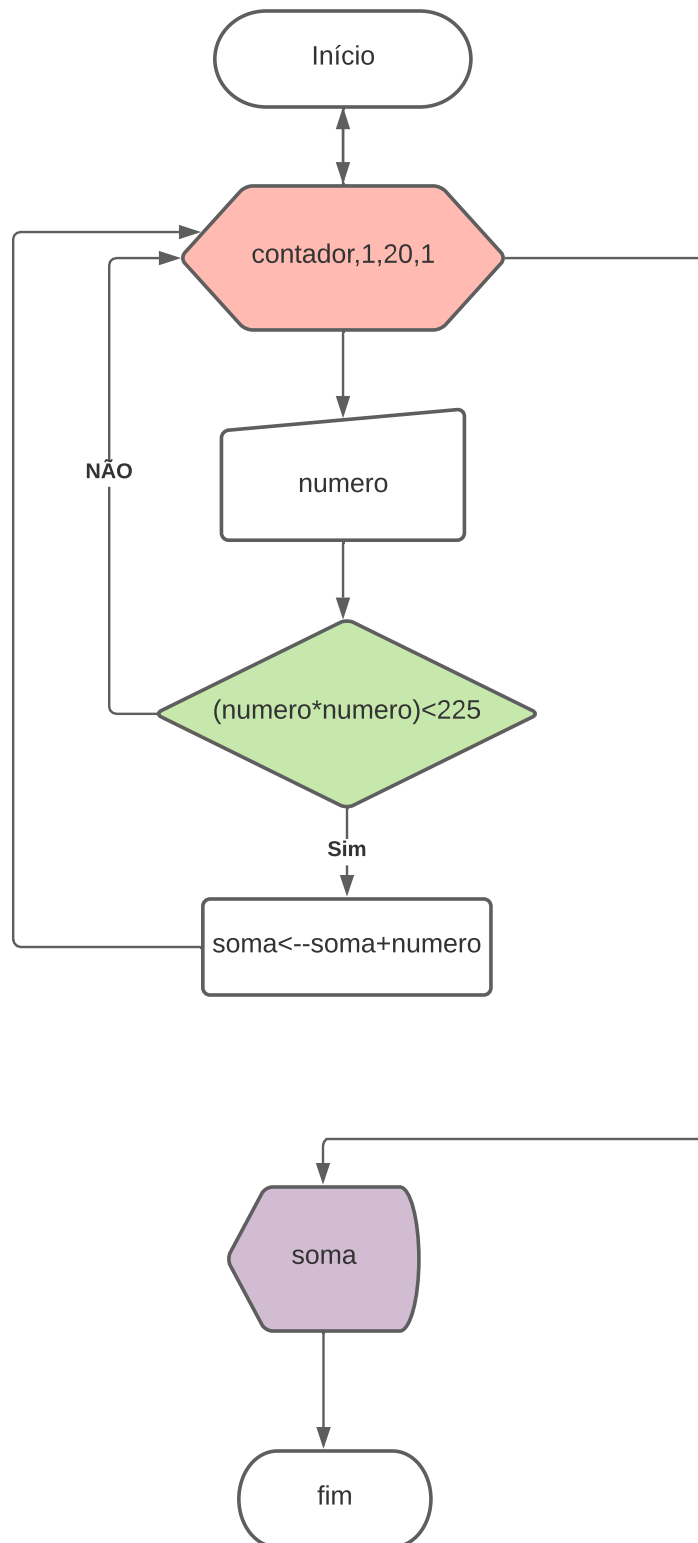 Início
contador,1,20,1
numero
NÃO
(numero*numero)<225
Sim
soma<--soma+numero
soma
fim